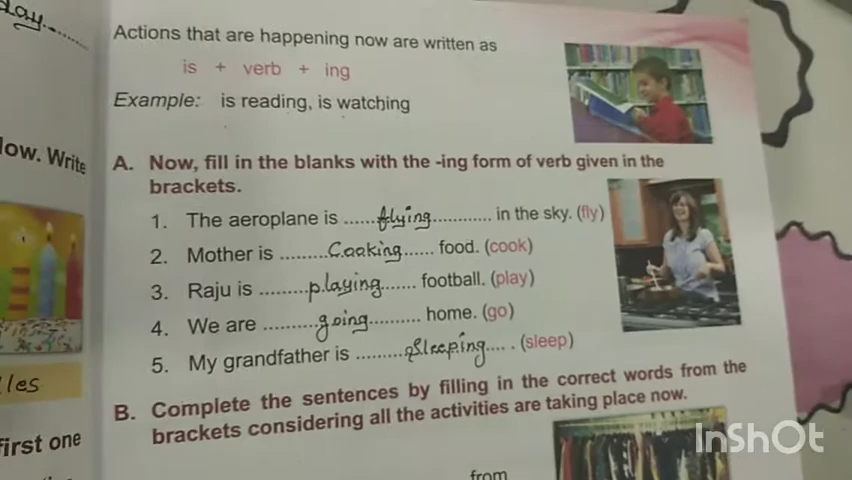 day.......
Actions that are happening now are written as
is + verb + ing
Example: is reading, is watching
low. Write
A. Now, fill in the blanks with the -ing form of verb given in the
brackets.
1. The aeroplane is ......flying............ in the sky. (fly)
2. Mother is .........Cooking...... food. (cook)
3. Raju is .........playing....... football. (play)
4. We are ..........going.......... home. (go)
5. My grandfather is .........Sleeping.... . (sleep)
les
B. Complete the sentences by filling in the correct words from the
brackets considering all the activities are taking place now.
first one
from
InShOt